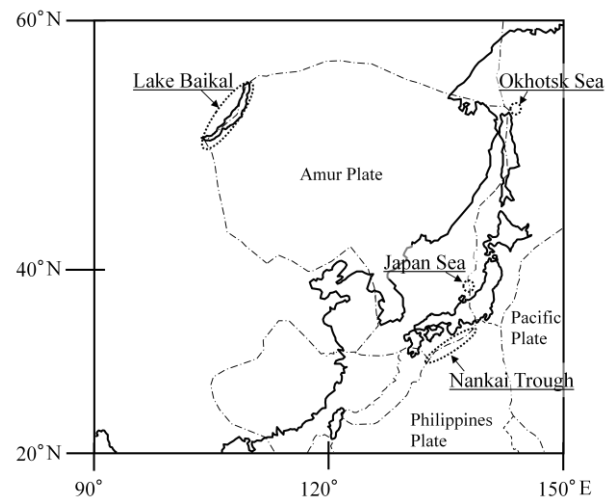 60°N
Lake Baikal
Okhotsk Sea
Amur Plate
40°N
Japan Sea
Pacific
Plate
Nankai Trough
Philippines
Plate
20°N
90°
120°
150°E